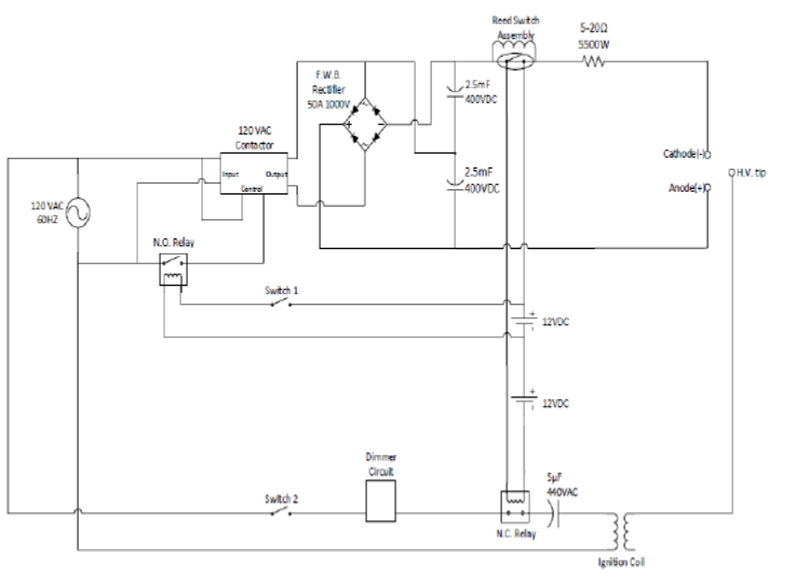 Reed Switch
Assembly
5-20Ω
5500W
F.W.B.
Rectifier
50A 1000V
2.5mF
400VDC
120 VAC
Contactor
Input
Output
Control
2.5mF
400VDC
Cathode(-)
H.V. tip
Anode(+)
120 VAC
60HZ
N.O. Relay
Switch 1
+
12VDC
-
+
12VDC
-
Dimmer
Circuit
Switch 2
5µF
440VAC
N.C. Relay
Ignition Coil